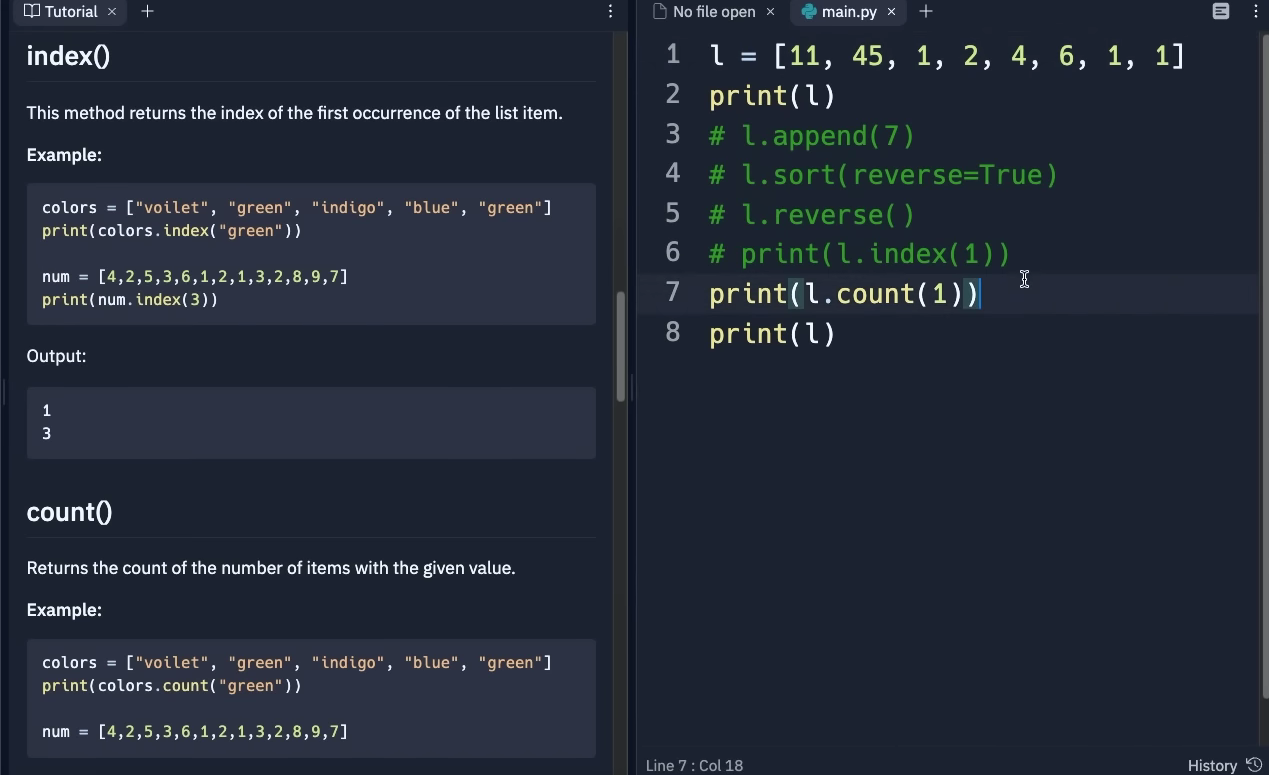 Tutorial
index()
This method returns the index of the first occurrence of the list item.
Example:
colors = ["voilet", "green", "indigo", "blue", "green"]
print(colors.index("green"))
num = [4,2,5,3,6,1,2,1,3,2,8,9,7]
print(num.index(3))
Output:
1
3
count()
Returns the count of the number of items with the given value.
Example:
colors = ["voilet", "green", "indigo", "blue", "green"]
print(colors.count("green"))
num = [4,2,5,3,6,1,2,1,3,2,8,9,7]
No file open main.py
1 l = [11, 45, 1, 2, 4, 6, 1, 1]
2 print(l)
3 # l.append(7)
4 # l.sort(reverse=True)
5 # l.reverse()
6 # print(l.index(1))
7 print(l.count(1))
8 print(l)
Line 7 : Col 18 History